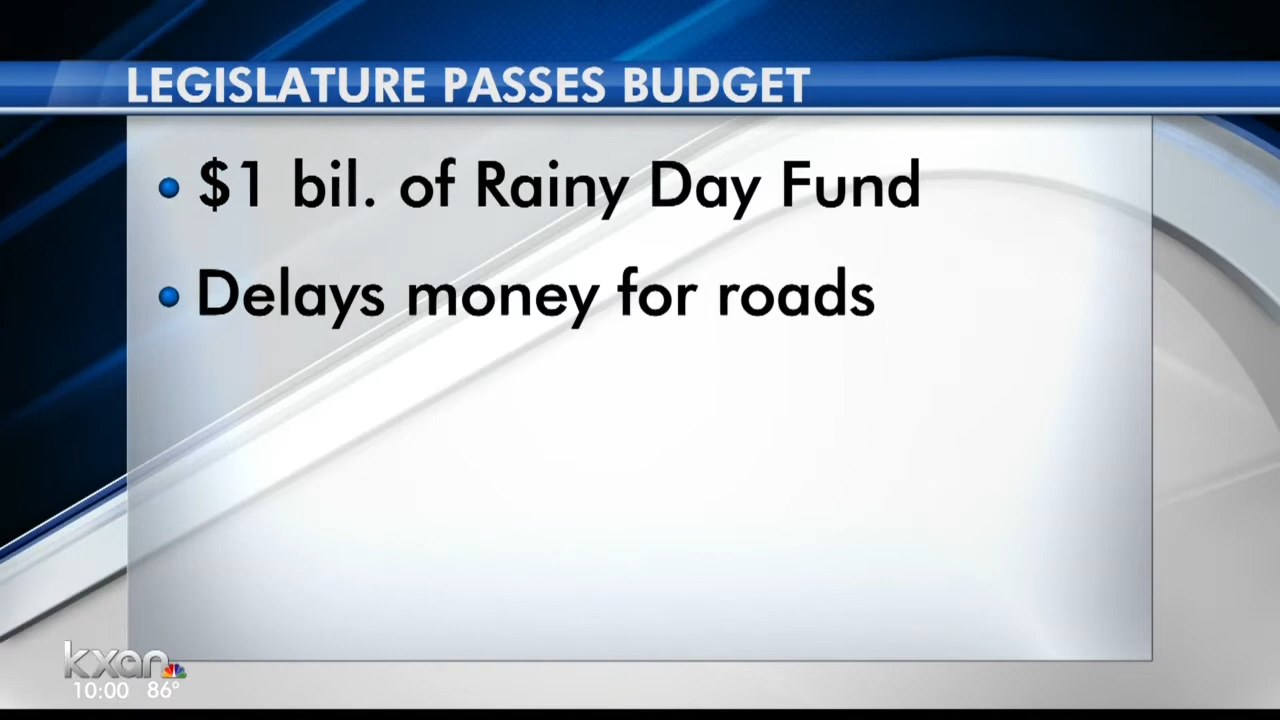 LEGISLATURE PASSES BUDGET
• $1 bil. of Rainy Day Fund
• Delays money for roads
kxan
10:00 86°